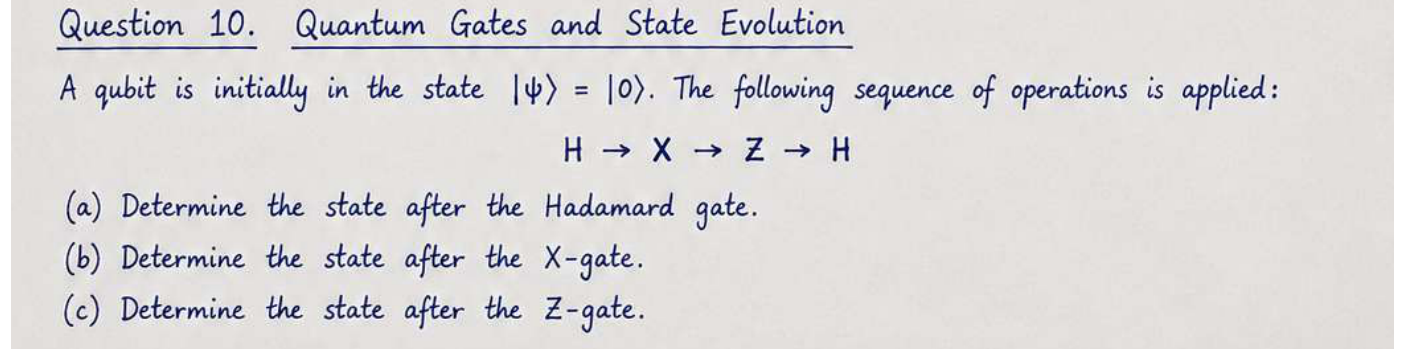 Question 10. Quantum Gates and State Evolution
A qubit is initially in the state |ψ⟩ = |0⟩. The following sequence of operations is applied:
H → X → Z → H
(a) Determine the state after the Hadamard gate.
(b) Determine the state after the X-gate.
(c) Determine the state after the Z-gate.